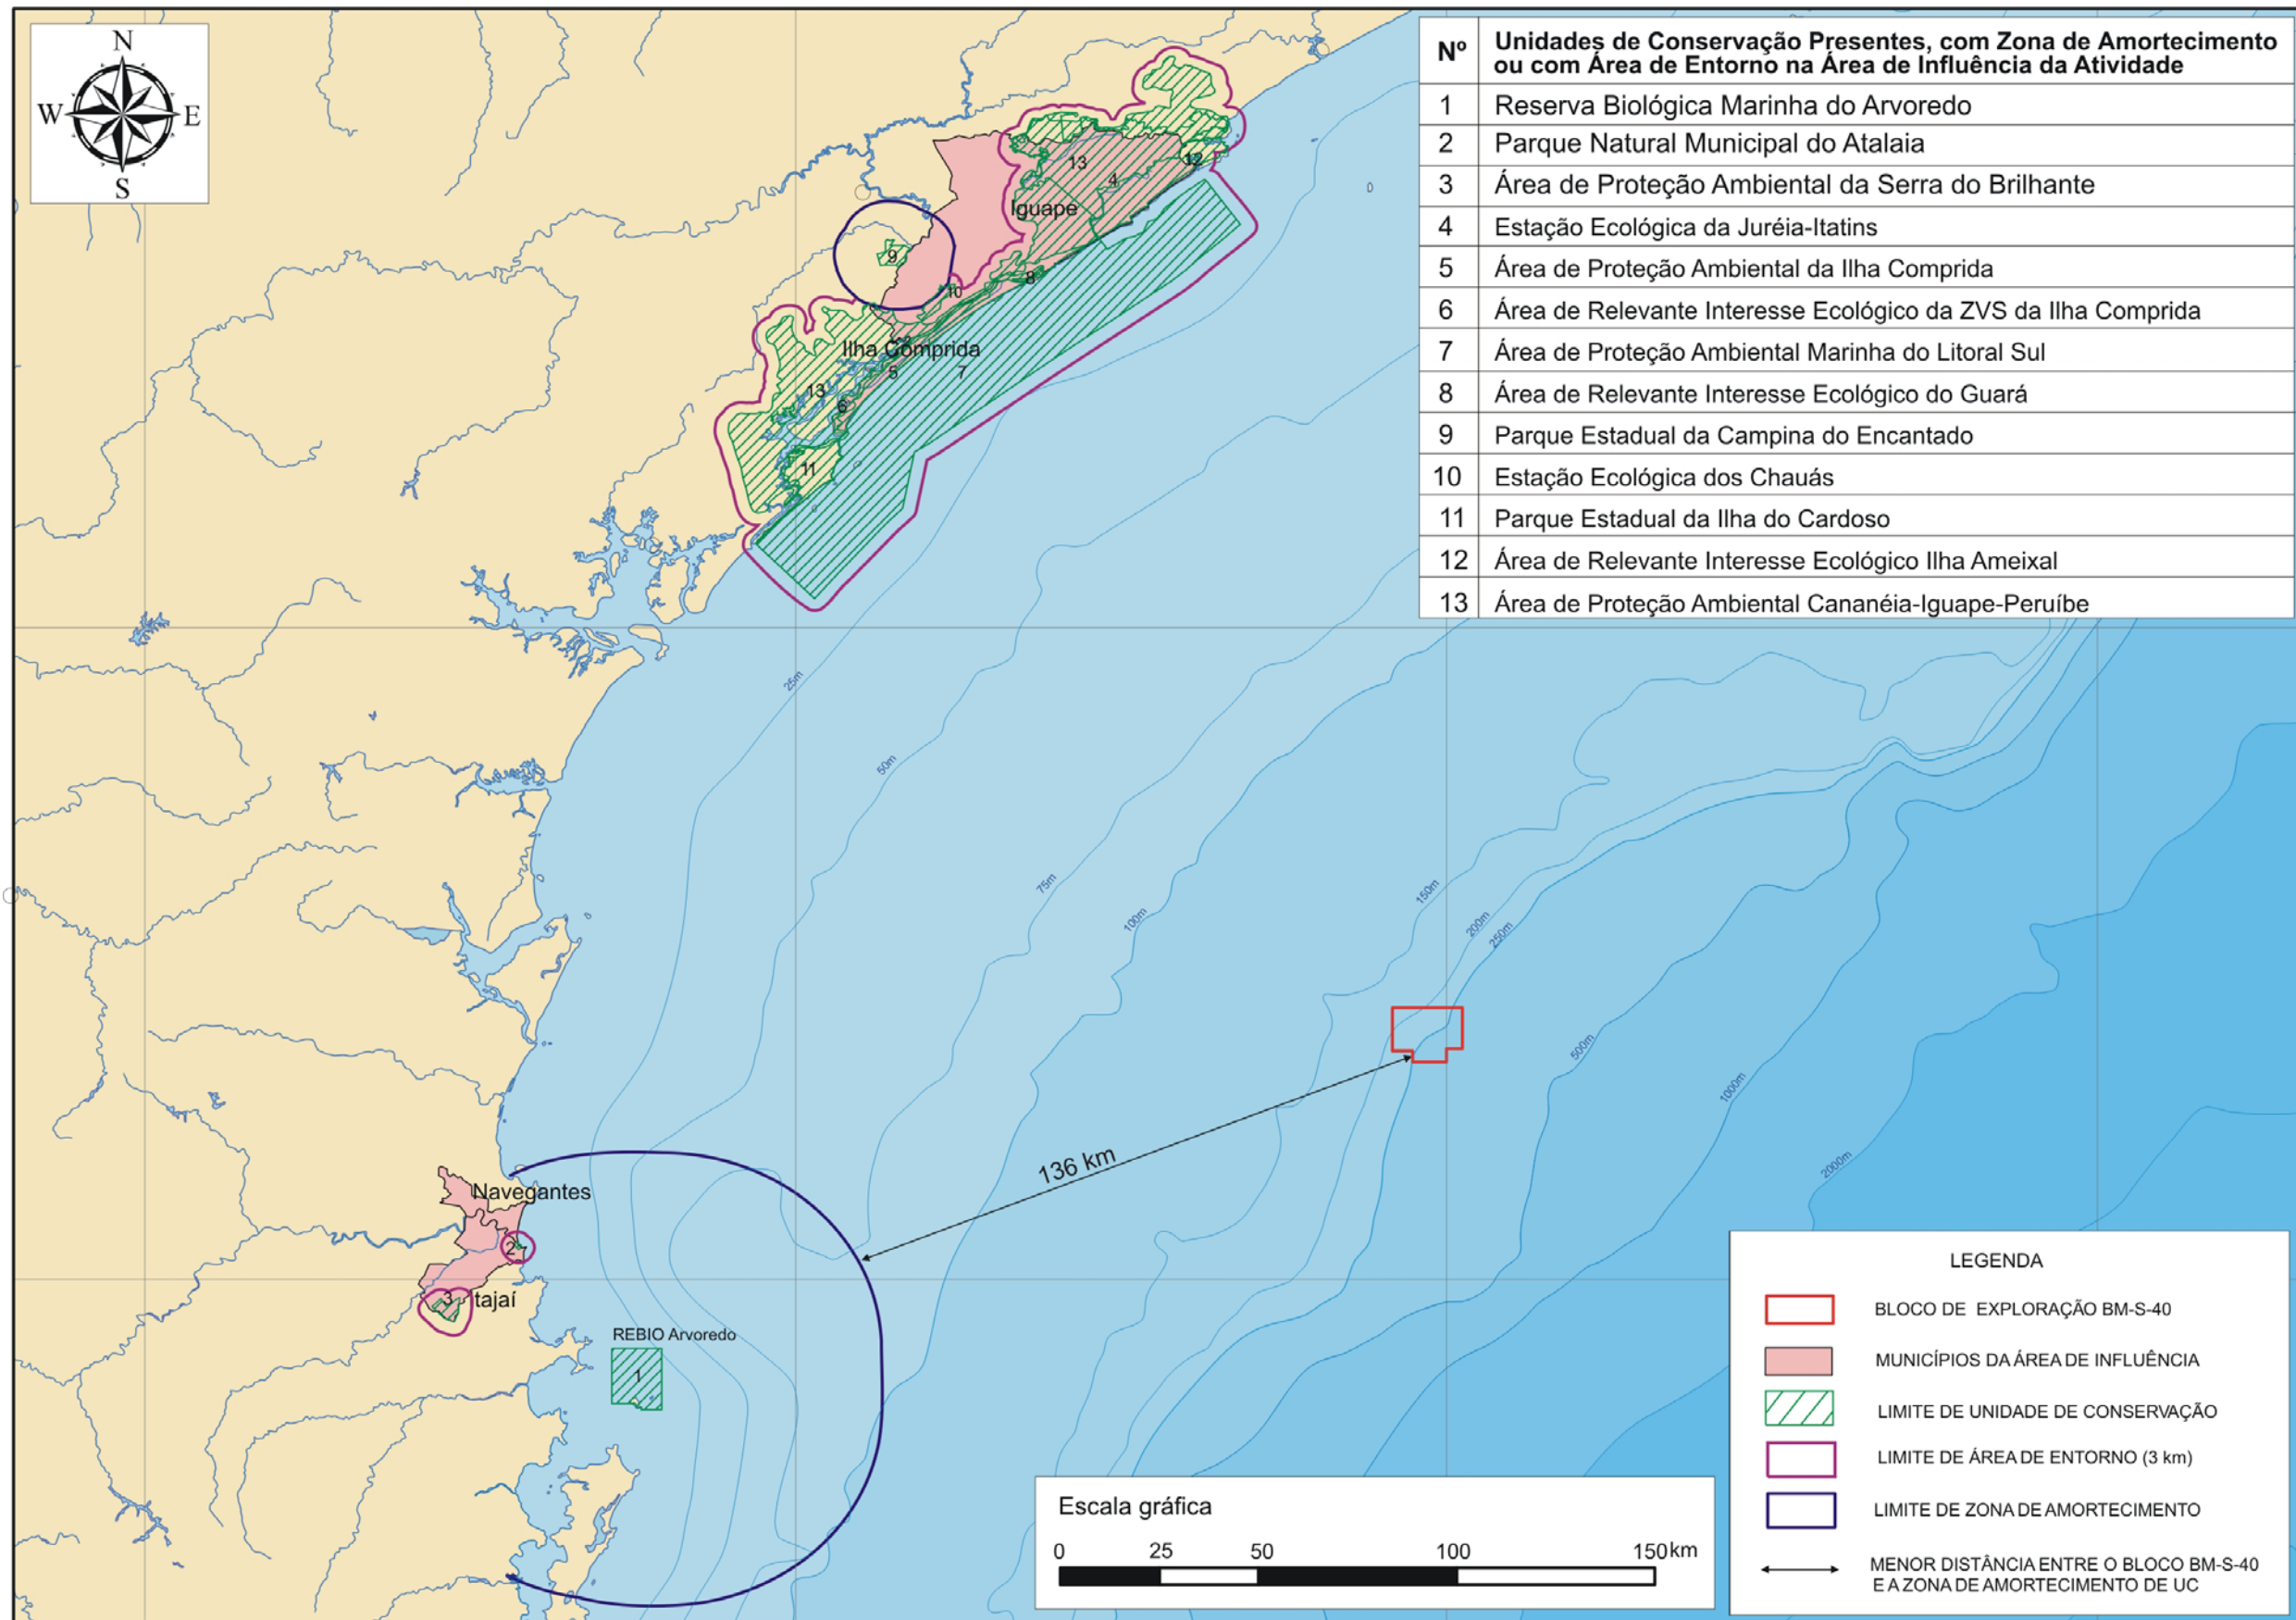 N
W
E
S
Nº Unidades de Conservação Presentes, com Zona de Amortecimento
ou com Área de Entorno na Área de Influência da Atividade
1 Reserva Biológica Marinha do Arvoredo
2 Parque Natural Municipal do Atalaia
3 Área de Proteção Ambiental da Serra do Brilhante
4 Estação Ecológica da Juréia-Itatins
5 Área de Proteção Ambiental da Ilha Comprida
6 Área de Relevante Interesse Ecológico da ZVS da Ilha Comprida
7 Área de Proteção Ambiental Marinha do Litoral Sul
8 Área de Relevante Interesse Ecológico do Guará
9 Parque Estadual da Campina do Encantado
10 Estação Ecológica dos Chauás
11 Parque Estadual da Ilha do Cardoso
12 Área de Relevante Interesse Ecológico Ilha Ameixal
13 Área de Proteção Ambiental Cananéia-Iguape-Peruíbe
13
12
4
Iguape
9
8
10
Ilha Comprida
5
7
13
6
11
25m
50m
75m
100m
150m
200m
250m
500m
1000m
2000m
136 km
Navegantes
2
3
tajaí
REBIO Arvoredo
1
Escala gráfica
0 25 50 100 150km
LEGENDA
BLOCO DE EXPLORAÇÃO BM-S-40
MUNICÍPIOS DA ÁREA DE INFLUÊNCIA
LIMITE DE UNIDADE DE CONSERVAÇÃO
LIMITE DE ÁREA DE ENTORNO (3 km)
LIMITE DE ZONA DE AMORTECIMENTO
MENOR DISTÂNCIA ENTRE O BLOCO BM-S-40
E A ZONA DE AMORTECIMENTO DE UC